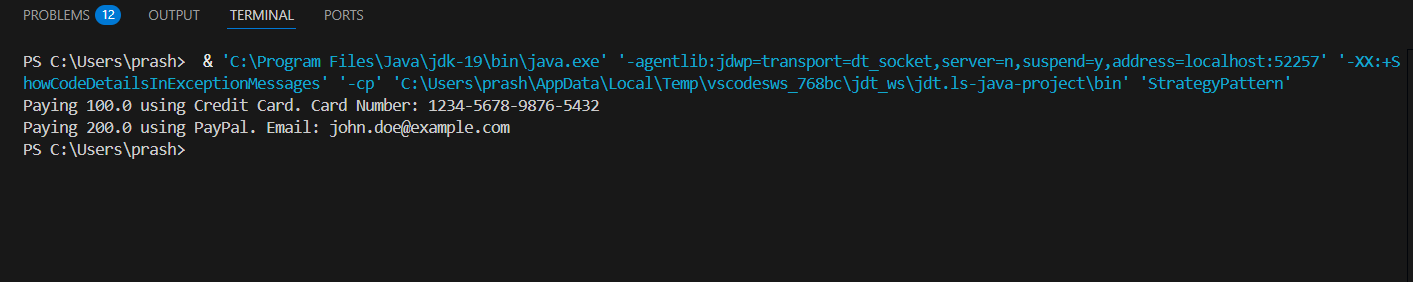 PROBLEMS 12 OUTPUT TERMINAL PORTS
PS C:\Users\prash>  & 'C:\Program Files\Java\jdk-19\bin\java.exe' '-agentlib:jdwp=transport=dt_socket,server=n,suspend=y,address=localhost:52257' '-XX:+S
howCodeDetailsInExceptionMessages' '-cp' 'C:\Users\prash\AppData\Local\Temp\vscodesws_768bc\jdt_ws\jdt.ls-java-project\bin' 'StrategyPattern'
Paying 100.0 using Credit Card. Card Number: 1234-5678-9876-5432
Paying 200.0 using PayPal. Email: john.doe@example.com
PS C:\Users\prash>